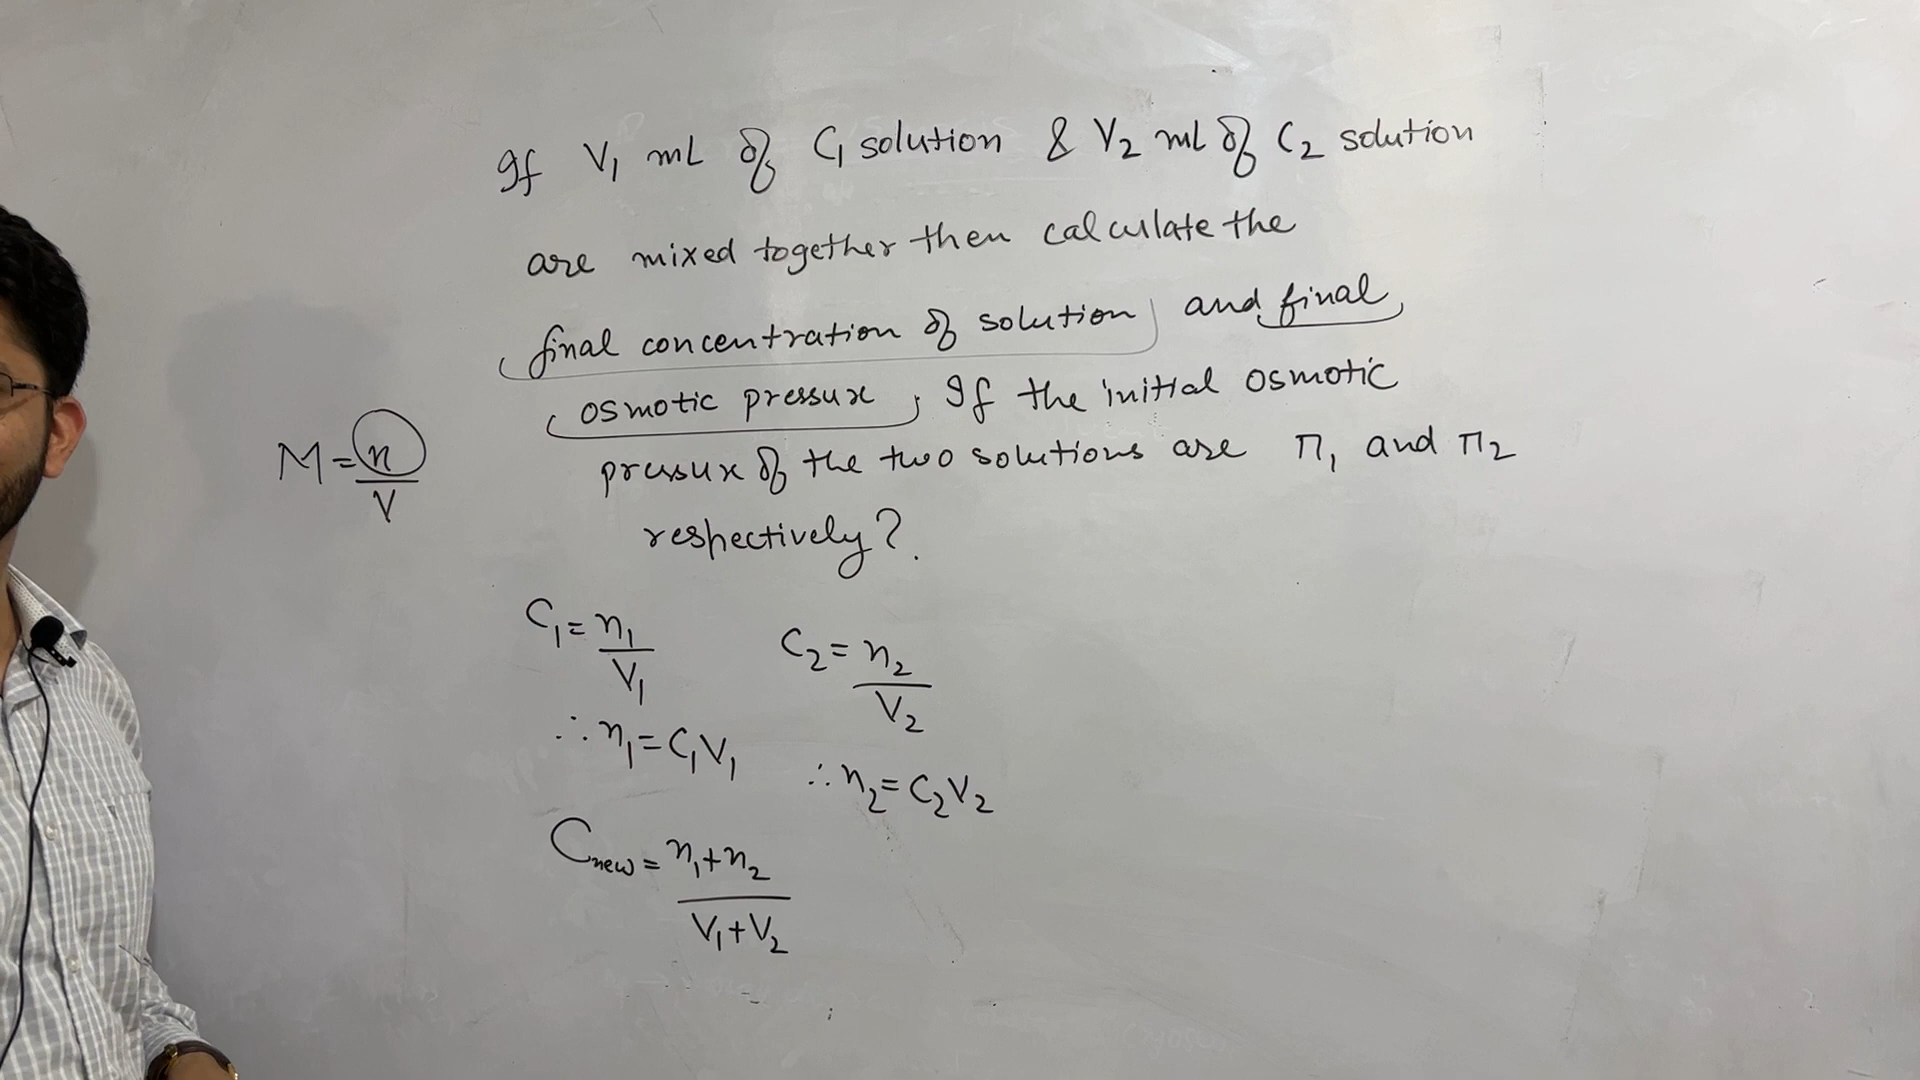 If V₁ mL of C₁ solution & V₂ mL of C₂ solution
are mixed together then calculate the
final concentration of solution and final
osmotic pressure, If the initial osmotic
pressure of the two solutions are π₁ and π₂
respectively?
M = n/V
C₁ = n₁/V₁
C₂ = n₂/V₂
∴ n₁ = C₁V₁
∴ n₂ = C₂V₂
Cnew = n₁+n₂/V₁+V₂